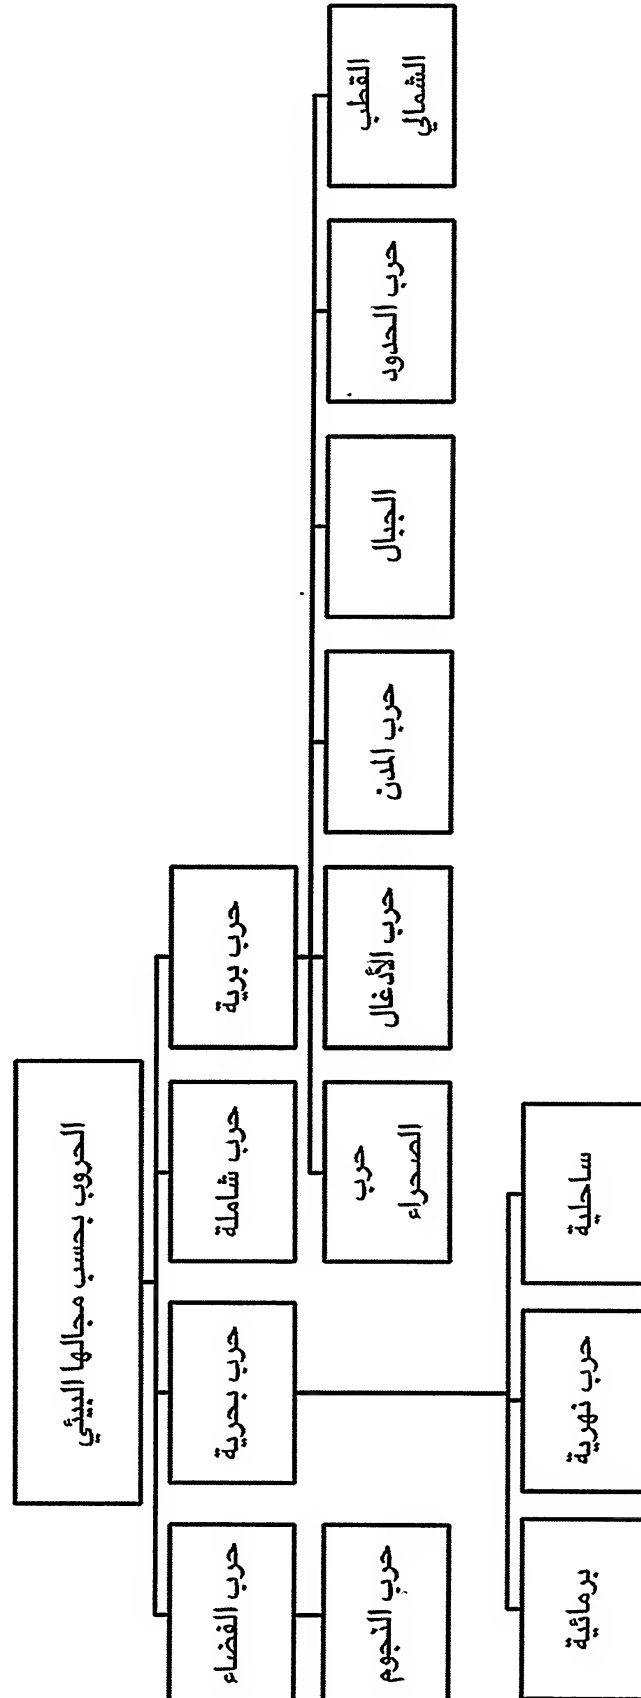 الحروب بحسب مجالها البيئي
حرب برية
حرب شاملة
حرب بحرية
حرب الفضاء
القطب
الشمالي
حرب الحدود
الجبال
حرب المدن
حرب الأدغال
حرب
الصحراء
حرب النجوم
ساحلية
حرب نهرية
برمائية